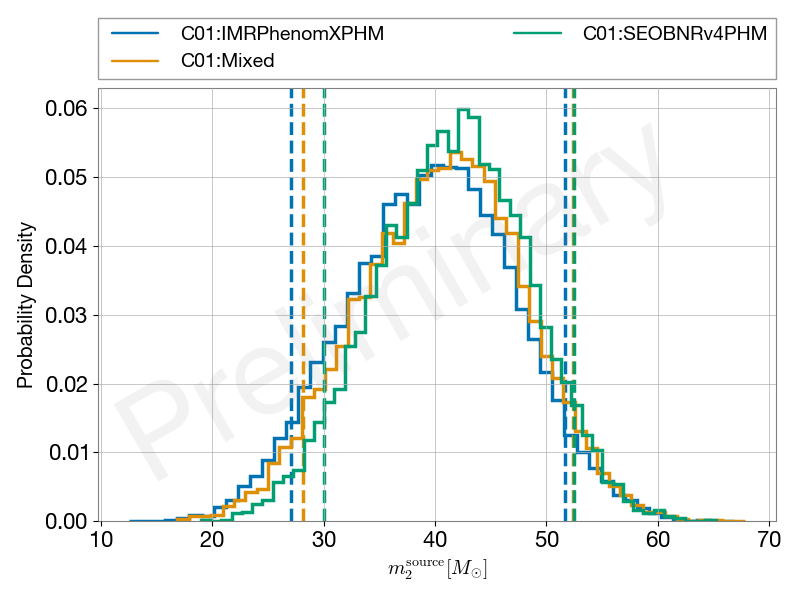 C01:IMRPhenomXPHM
C01:SEOBNRv4PHM
C01:Mixed
Preliminary
Probability Density
0.06
0.05
0.04
0.03
0.02
0.01
0.00
10 20 30 40 50 60 70
m₂^source [M⊙]